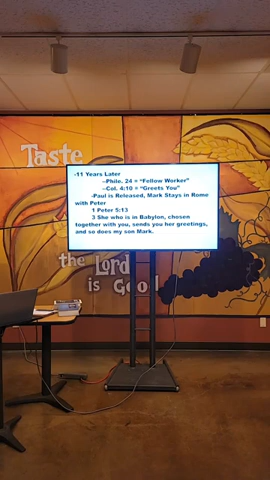 Taste
-11 Years Later
-Philo. 24 = "Fellow Worker"
-Col. 4:10 = "Greets You"
-Paul is Released, Mark Stays in Rome
with Peter
1 Peter 5:13
3 She who is in Babylon, chosen
together with you, sends you her greetings,
and so does my son Mark.
the Lord
is Good